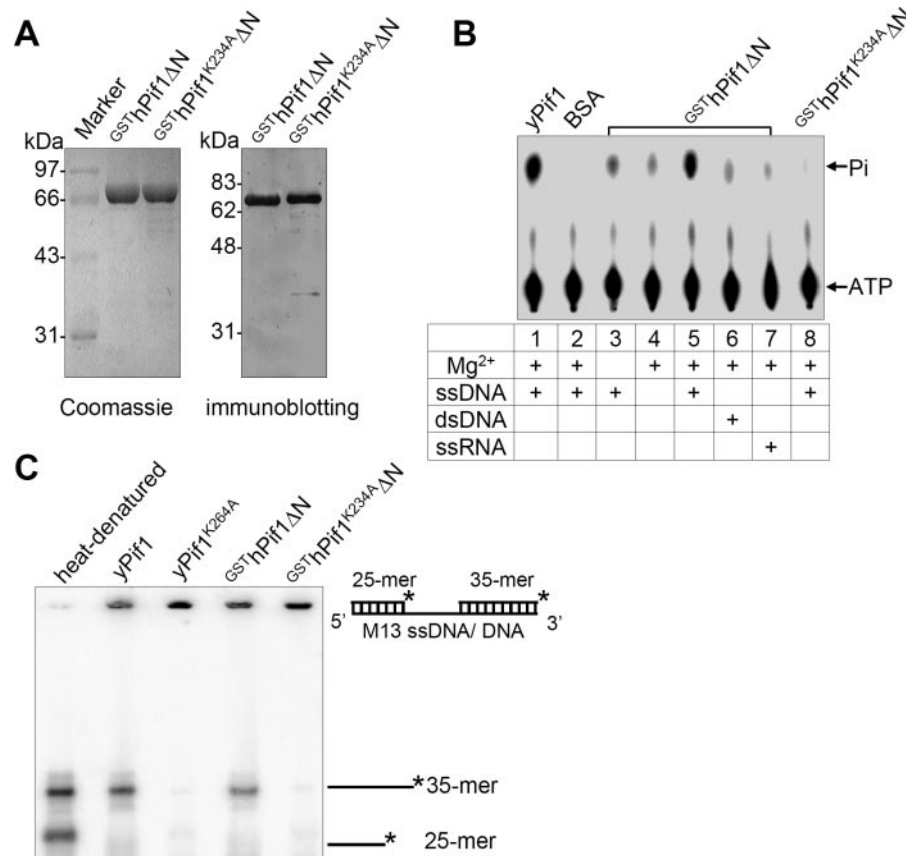 A
Marker
GSThPif1ΔN
GSThPif1K234AΔN
kDa
97-
66-
43-
31-
Coomassie
GSThPif1ΔN
GSThPif1K234AΔN
kDa
83-
62-
48-
31-
immunoblotting
B
yPif1
BSA
GSThPif1ΔN
GSThPif1K234AΔN
Pi
ATP
1 2 3 4 5 6 7 8
Mg2+ + + + + + + +
ssDNA + + + + +
dsDNA +
ssRNA +
C
heat-denatured
yPif1
yPif1K264A
GSThPif1ΔN
GSThPif1K234AΔN
25-mer 35-mer
* *
5' 3'
M13 ssDNA/ DNA
*35-mer
* 25-mer